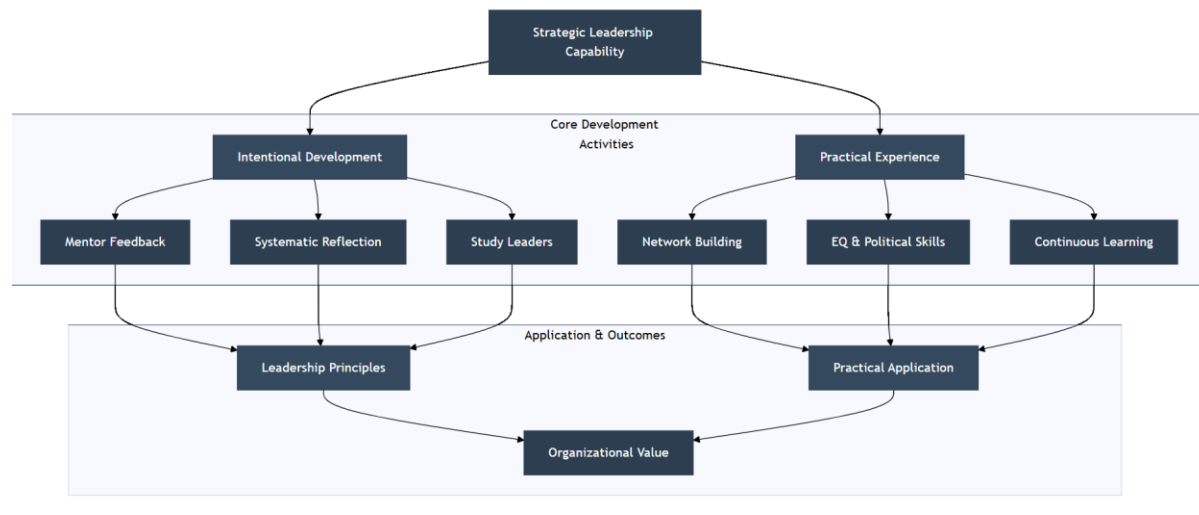 Strategic Leadership
Capability
Core Development
Activities
Intentional Development
Practical Experience
Mentor Feedback
Systematic Reflection
Study Leaders
Network Building
EQ & Political Skills
Continuous Learning
Application & Outcomes
Leadership Principles
Practical Application
Organizational Value